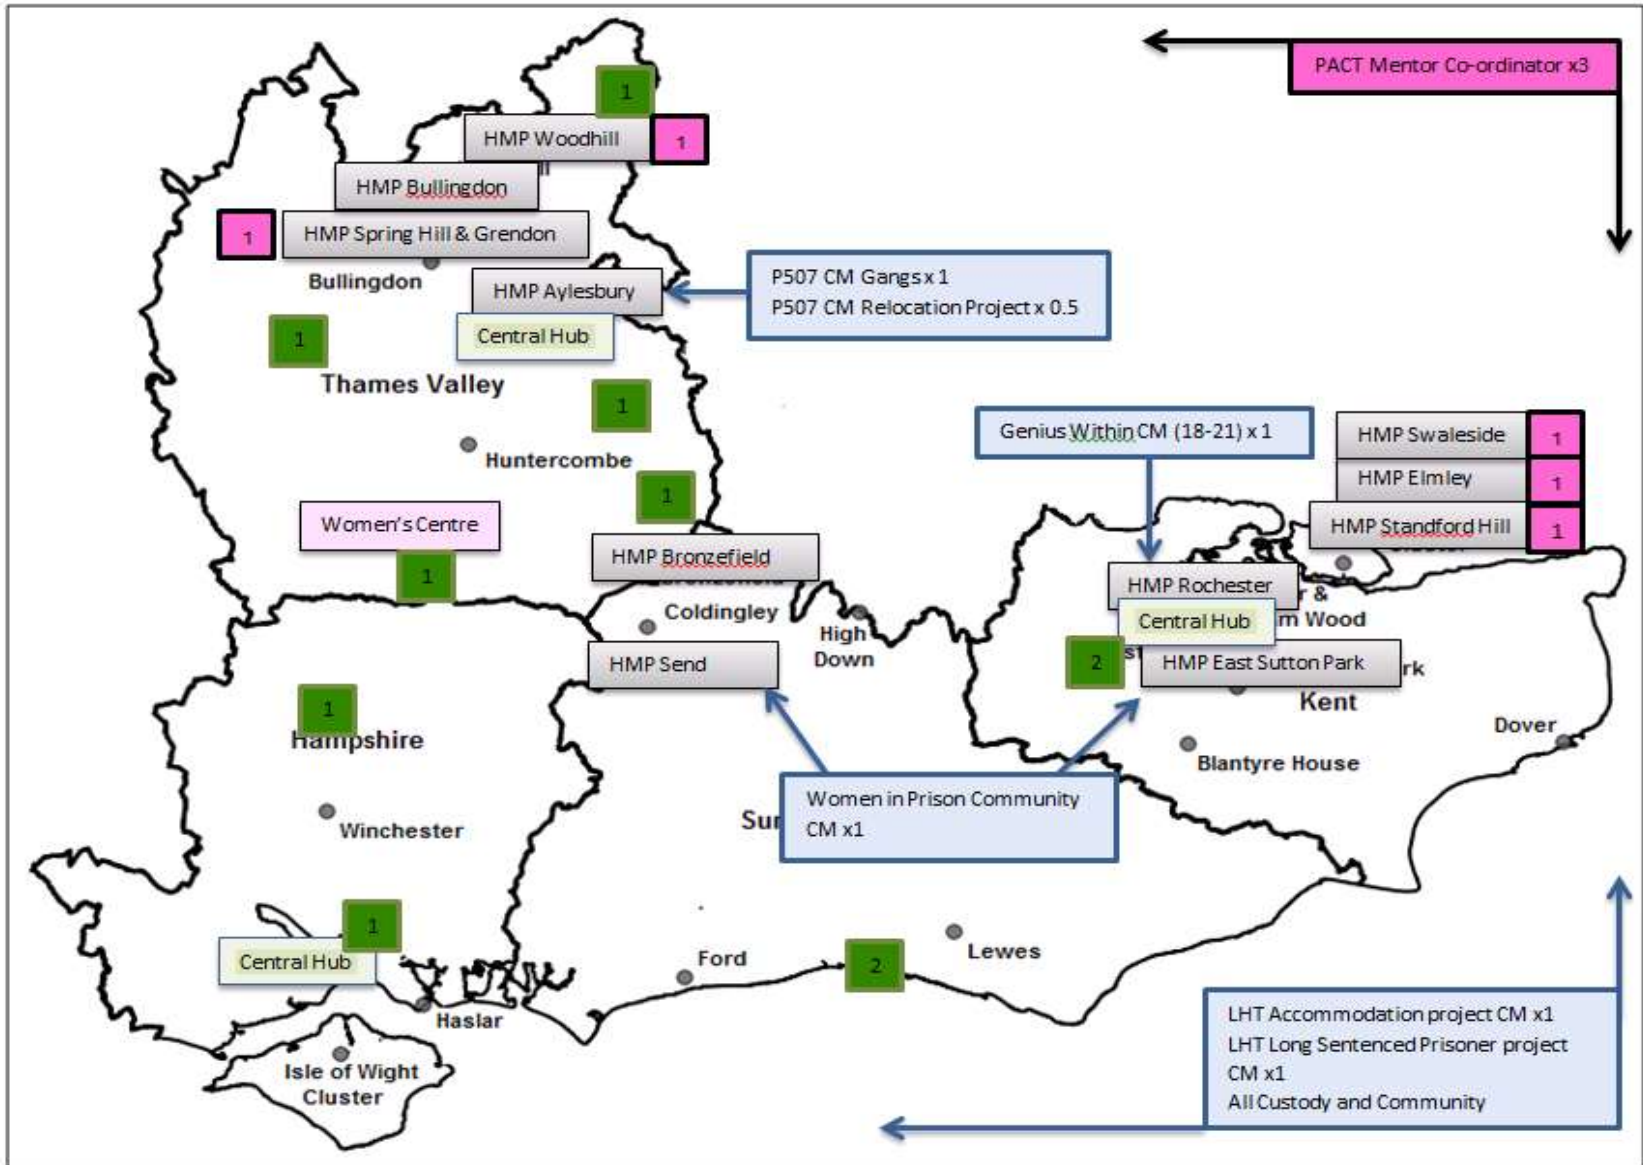 PACT Mentor Co-ordinator x3
1
HMP Woodhill
1
ill
HMP Bullingdon
1
HMP Spring Hill & Grendon
Bullingdon
HMP Aylesbury
P507 CM Gangs x 1
P507 CM Relocation Project x 0.5
Central Hub
1
Thames Valley
1
Huntercombe
1
Women's Centre
1
HMP Bronzefield
Coldingley
High
Down
HMP Send
Genius Within CM (18-21) x 1
HMP Swaleside
1
HMP Elmley
1
HMP Standford Hill
1
HMP Rochester
r &
Central Hub
m Wood
2
st
HMP East Sutton Park
rk
Kent
Dover
Blantyre House
1
Hampshire
Winchester
Women in Prison Community
CM x1
Sur
1
Central Hub
Haslar
Ford
2
Lewes
Isle of Wight
Cluster
LHT Accommodation project CM x1
LHT Long Sentenced Prisoner project
CM x1
All Custody and Community